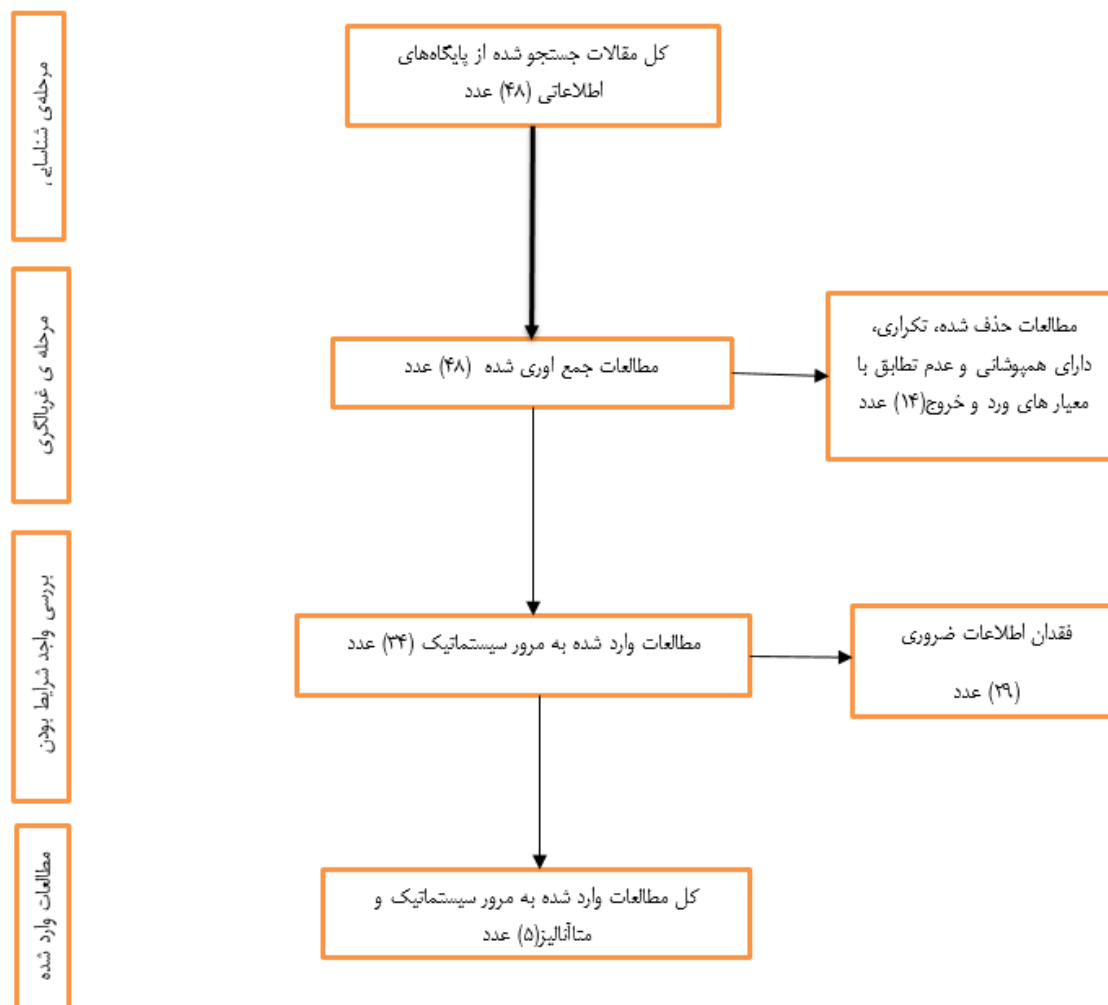 مرحله‌ی شناسایی ،
کل مقالات جستجو شده از پایگاه‌های
اطلاعاتی (۴۸) عدد
مرحله ی غربالگری
مطالعات جمع اوری شده (۴۸) عدد
مطالعات حذف شده، تکراری،
دارای همپوشانی و عدم تطابق با
معیار های ورد و خروج(۱۴) عدد
بررسی واجد شرایط بودن
مطالعات وارد شده به مرور سیستماتیک (۳۴) عدد
فقدان اطلاعات ضروری
(۲۹) عدد
مطالعات وارد شده
کل مطالعات وارد شده به مرور سیستماتیک و
متاآنالیز(۵) عدد